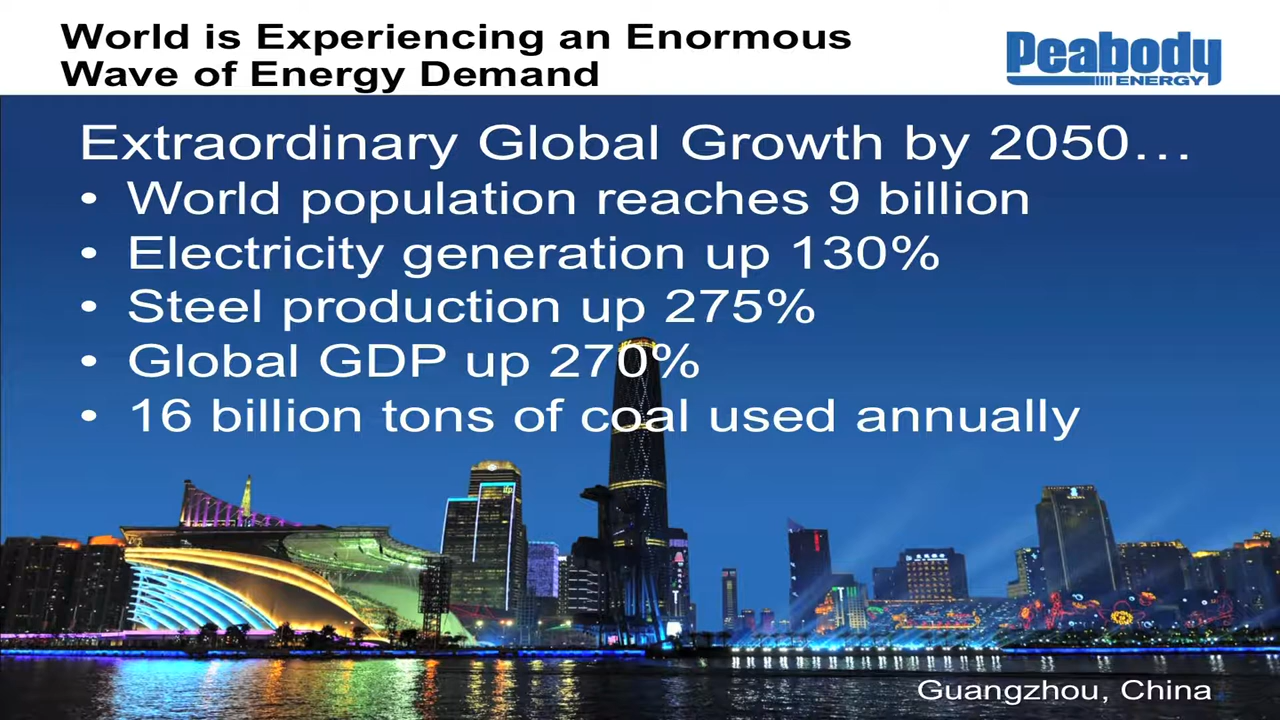 World is Experiencing an Enormous
Wave of Energy Demand
Peabody
ENERGY
Extraordinary Global Growth by 2050…
• World population reaches 9 billion
• Electricity generation up 130%
• Steel production up 275%
• Global GDP up 270%
• 16 billion tons of coal used annually
Guangzhou, China